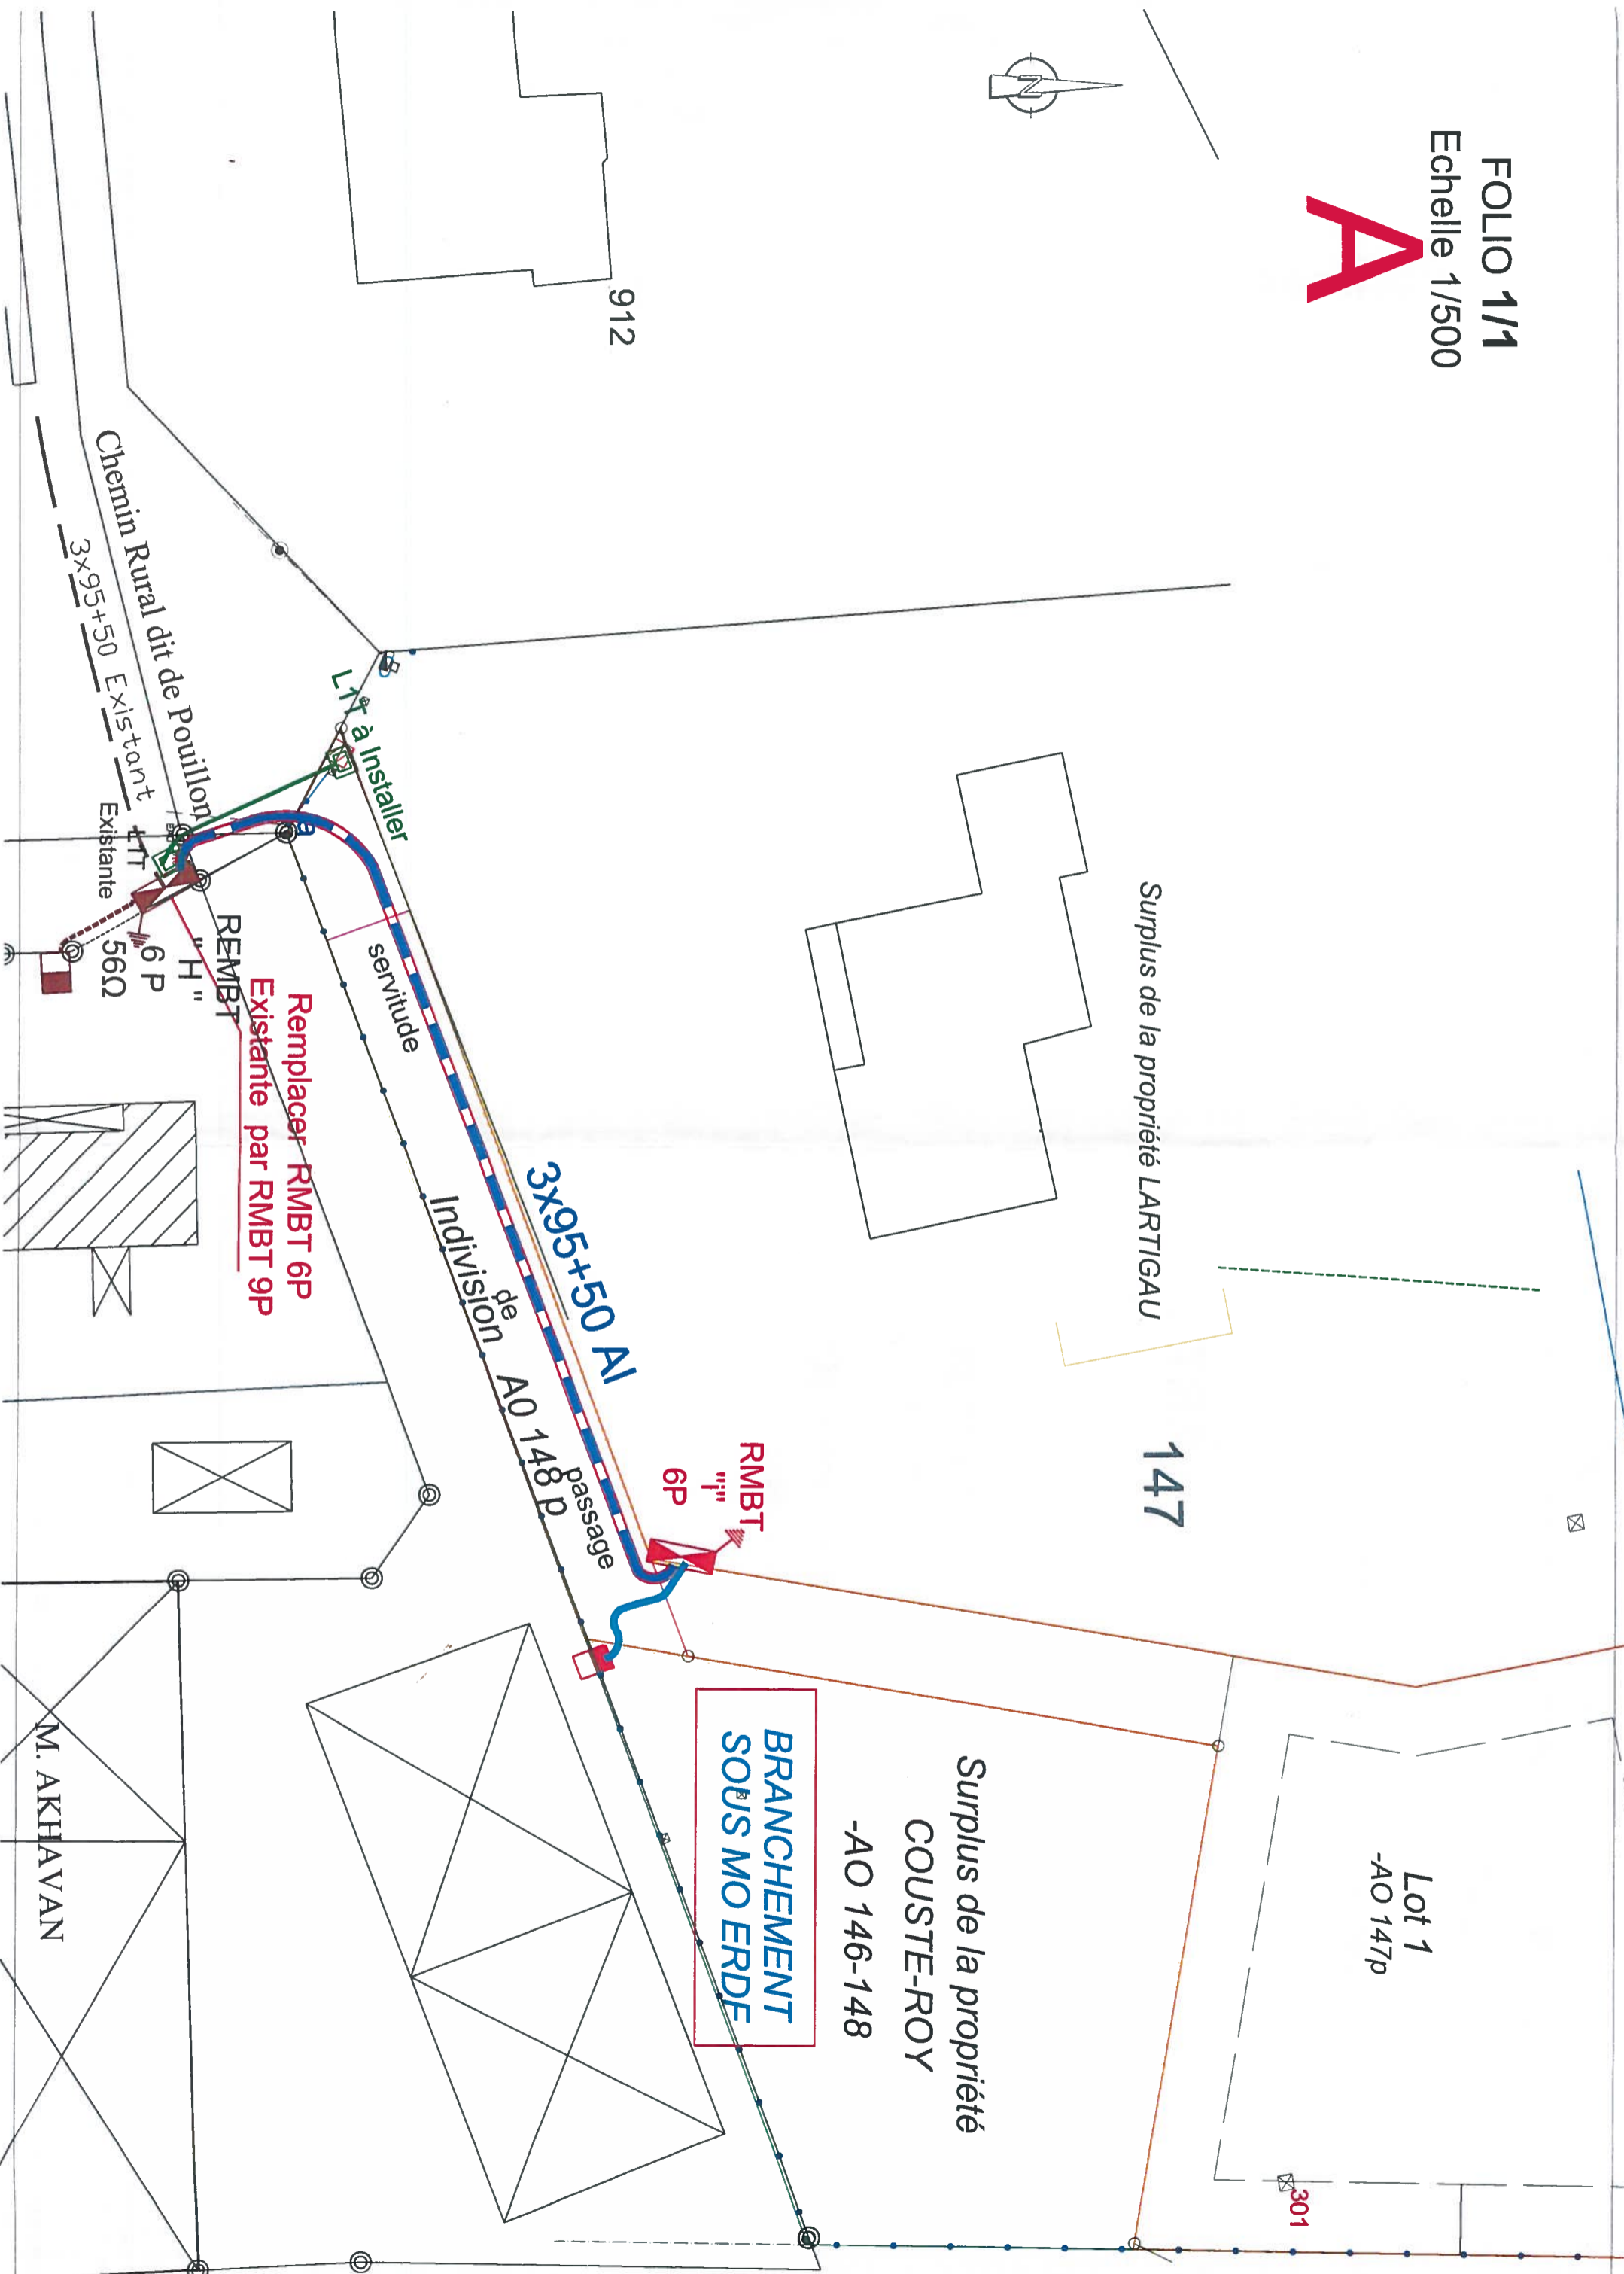 FOLIO 1/1
Echelle 1/500
A
N
912
Surplus de la propriété LARTIGAU
147
Lot 1
-AO 147p
301
Surplus de la propriété
COUSTE-ROY
-AO 146-148
BRANCHEMENT
SOUS MO ERDF
RMBT
"j"
6P
3x95+50 Al
servitude
de
passage
Indivision A0 148 p
L1T à Installer
a
Chemin Rural dit de Pouillon
3x95+50 Existant
L1T
Existante
REMBT
"H"
6 P
56Ω
Remplacer RMBT 6P
Existante par RMBT 9P
M. AKHAVAN